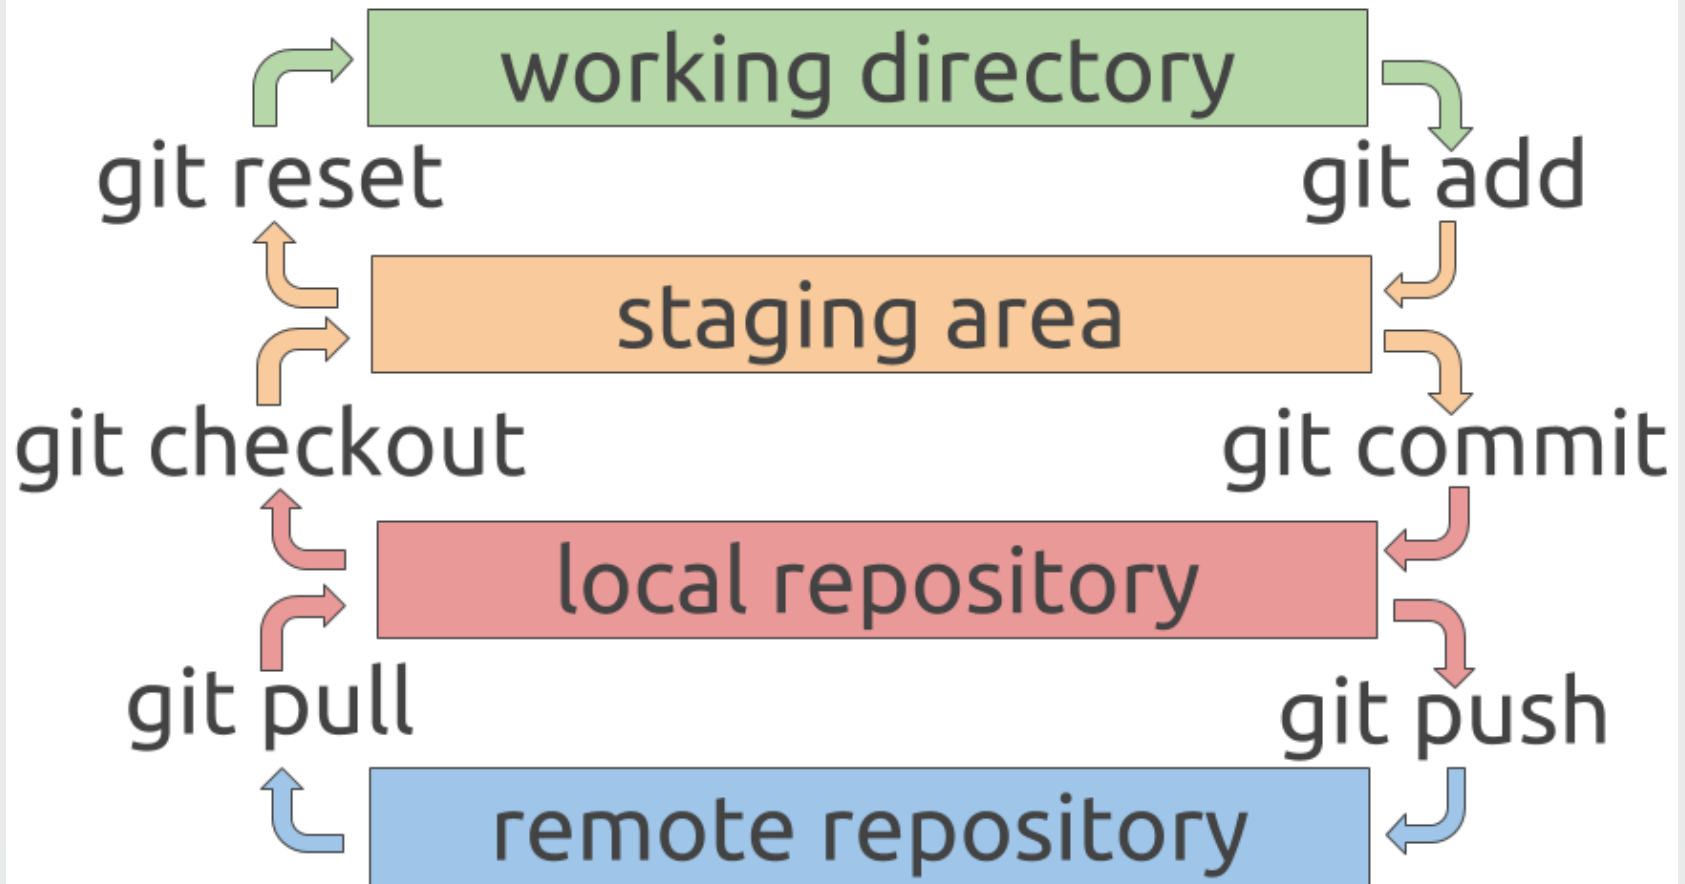 working directory
git reset
git add
staging area
git checkout
git commit
local repository
git pull
git push
remote repository